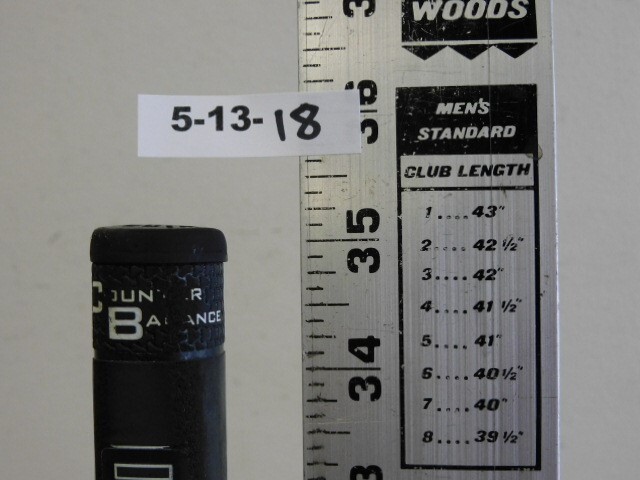 WOODS
5-13-18
MEN'S
STANDARD
CLUB LENGTH
1....43"
2....42 1/2"
3....42"
4....41 1/2"
5....41"
6....40 1/2"
7....40"
8....39 1/2"
36
35
34
COUNTER
BALANCE